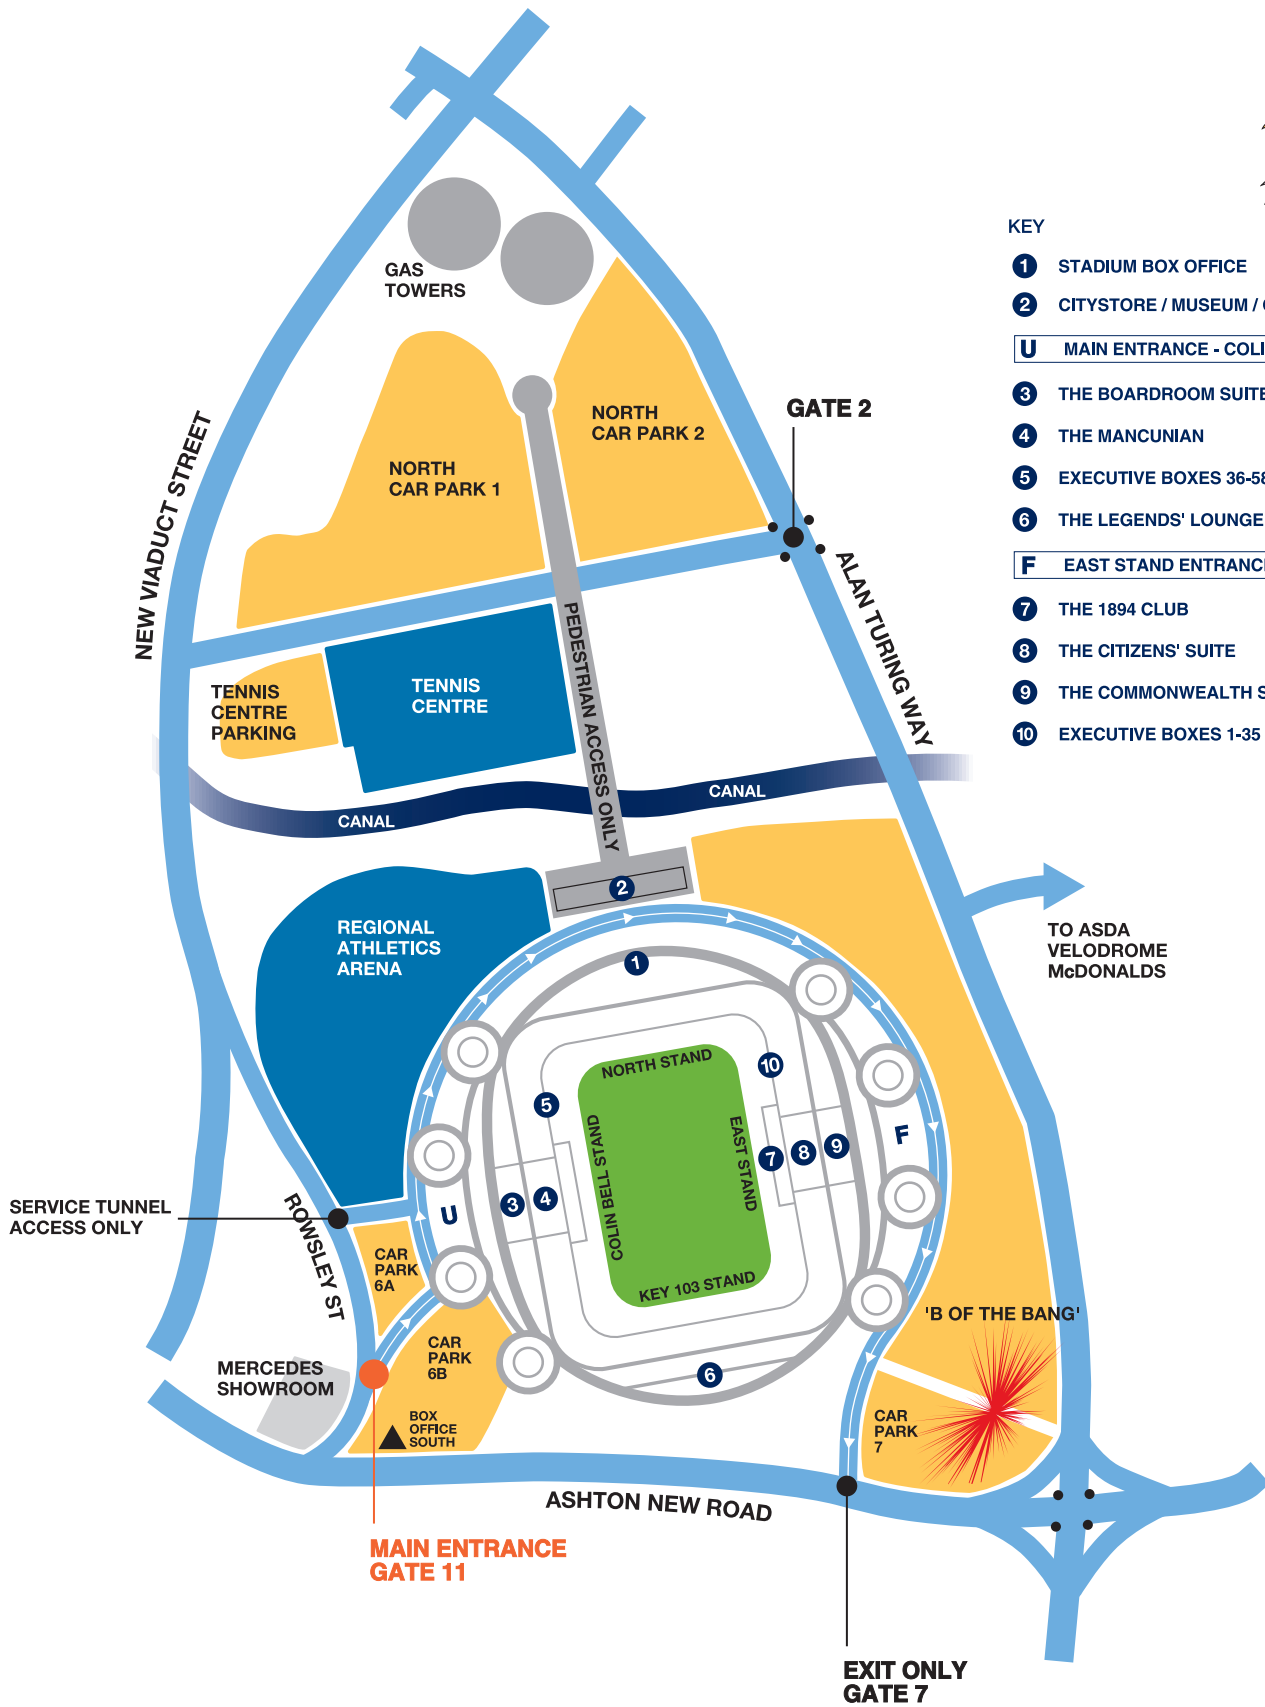 KEY
1 STADIUM BOX OFFICE
2 CITYSTORE / MUSEUM /
U MAIN ENTRANCE -
3 THE BOARDROOM SUITE
4 THE MANCUNIAN
5 EXECUTIVE BOXES 36-58
6 THE LEGENDS' LOUNGE
F EAST STAND ENTRANCE
7 THE 1894 CLUB
8 THE CITIZENS' SUITE
9 THE COMMONWEALTH
10 EXECUTIVE BOXES 1-35
GAS
TOWERS
NORTH
CAR PARK 2
GATE 2
NORTH
CAR PARK 1
NEW VIADUCT STREET
ALAN TURING WAY
PEDESTRIAN ACCESS ONLY
TENNIS
CENTRE
PARKING
TENNIS
CENTRE
CANAL
CANAL
2
REGIONAL
ATHLETICS
ARENA
TO ASDA
VELODROME
McDONALDS
1
NORTH STAND
10
5
COLIN BELL STAND
EAST STAND
7
8
9
F
3
4
U
KEY 103 STAND
6
SERVICE TUNNEL
ACCESS ONLY
ROWSLEY ST
CAR
PARK
6A
CAR
PARK
6B
'B OF THE BANG'
MERCEDES
SHOWROOM
BOX
OFFICE
SOUTH
CAR
PARK
7
ASHTON NEW ROAD
MAIN ENTRANCE
GATE 11
EXIT ONLY
GATE 7